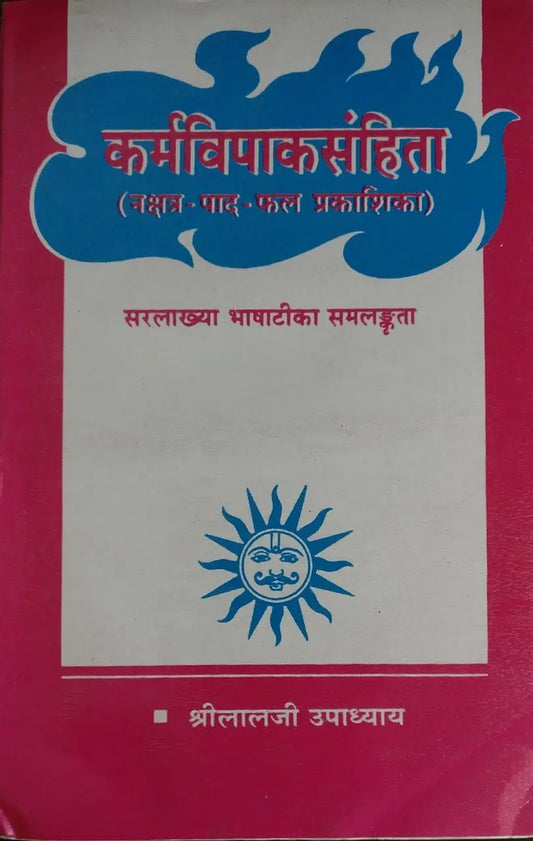 कर्मविपाकसंहिता
(नक्षत्र - पाद - फल प्रकाशिका)
सरलाख्या भाषाटीका समलङ्कृता
श्रीलालजी उपाध्याय